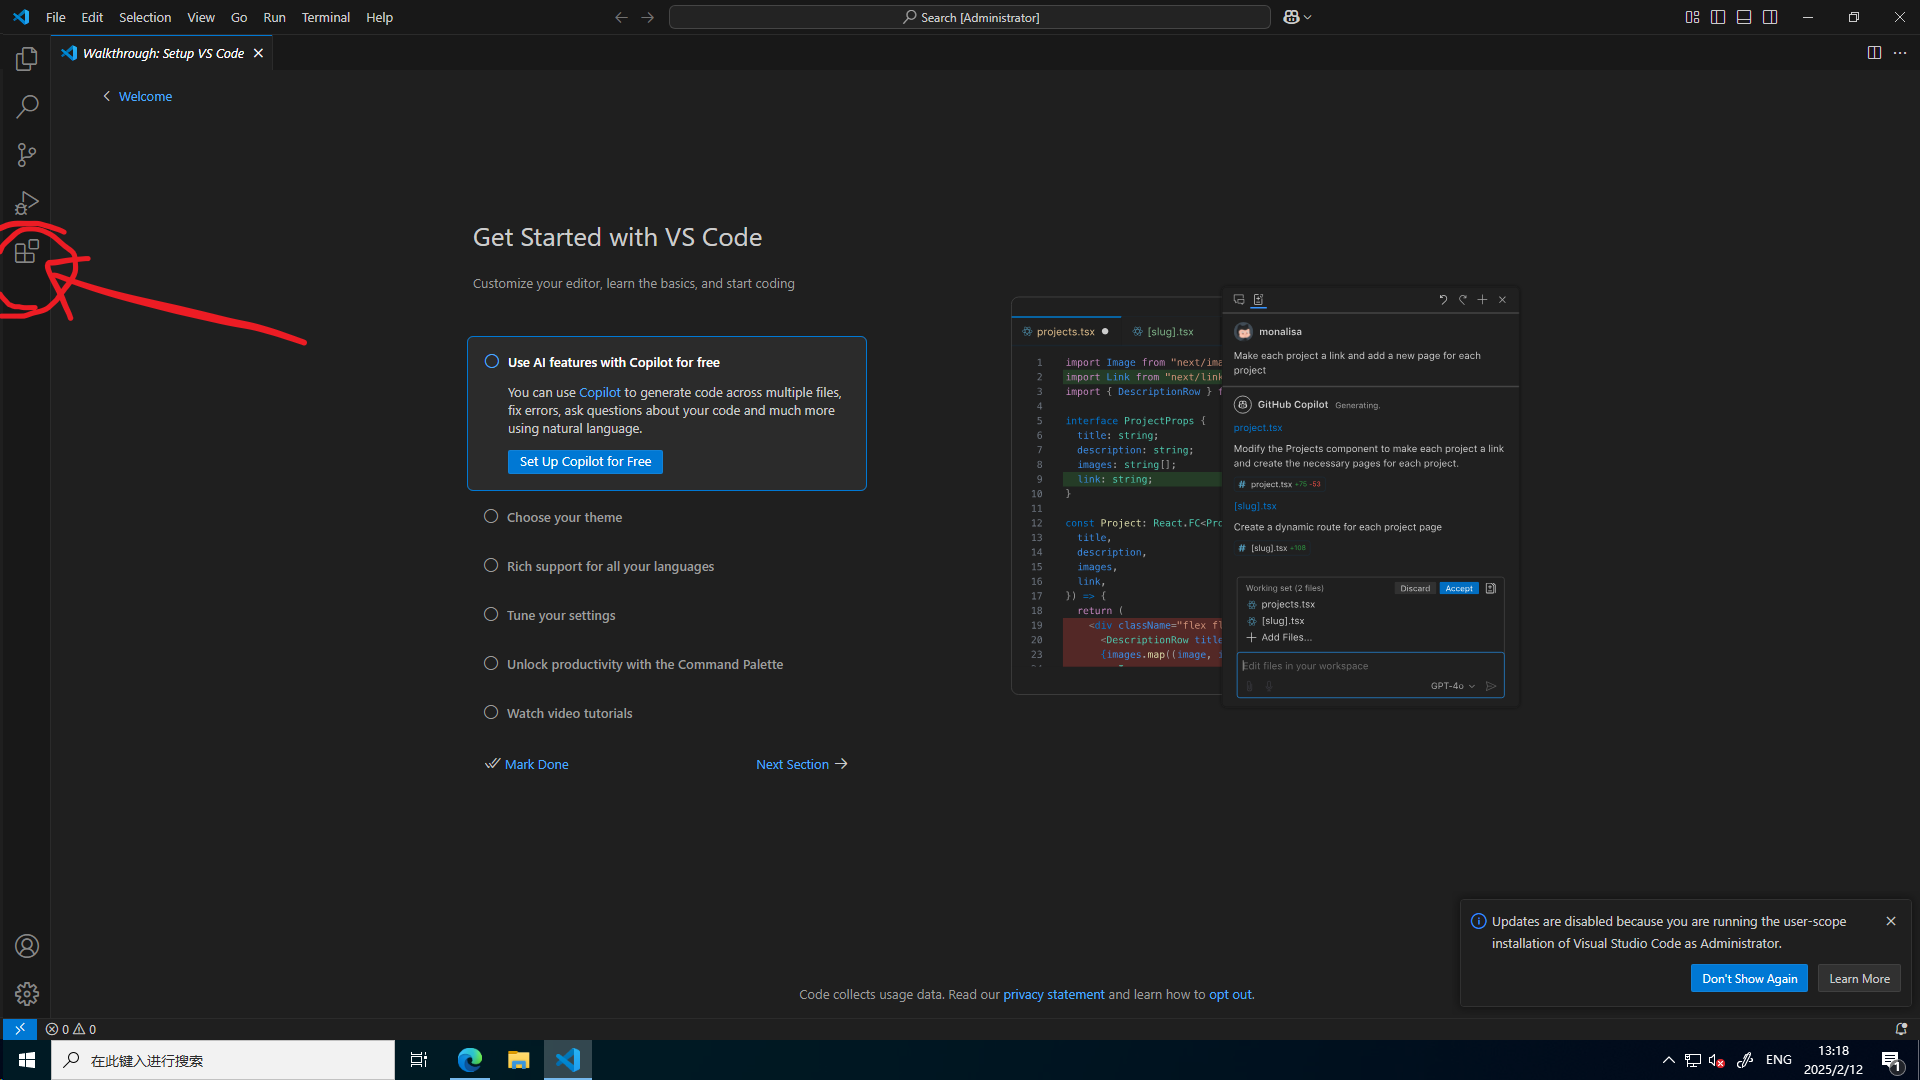 File Edit Selection View Go Run Terminal Help
Search [Administrator]
Walkthrough: Setup VS Code
Welcome
Get Started with VS Code
Customize your editor, learn the basics, and start coding
Use AI features with Copilot for free
You can use Copilot to generate code across multiple files,
fix errors, ask questions about your code and much more
using natural language.
Set Up Copilot for Free
Choose your theme
Rich support for all your languages
Tune your settings
Unlock productivity with the Command Palette
Watch video tutorials
Mark Done
Next Section
projects.tsx
[slug].tsx
1 import Image from "next/ima
2 import Link from "next/link
3 import { DescriptionRow }
4
5 interface ProjectProps {
6 title: string;
7 description: string;
8 images: string[];
9 link: string;
10 }
11
12 const Project: React.FC<Pro
13 title,
14 description,
15 images,
16 link,
17 }) => {
18 return (
19 <div className="flex fl
20 <DescriptionRow title
23 {images.map((image,
monalisa
Make each project a link and add a new page for each
project
GitHub Copilot Generating.
project.tsx
Modify the Projects component to make each project a link
and create the necessary pages for each project.
# project.tsx +75 -53
[slug].tsx
Create a dynamic route for each project page
# [slug].tsx +108
Working set (2 files)
Discard
Accept
projects.tsx
[slug].tsx
Add Files...
Edit files in your workspace
GPT-4o
Updates are disabled because you are running the user-scope
installation of Visual Studio Code as Administrator.
Don't Show Again
Learn More
Code collects usage data. Read our privacy statement and learn how to opt out.
0 0
在此键入进行搜索
ENG
13:18
2025/2/12
1